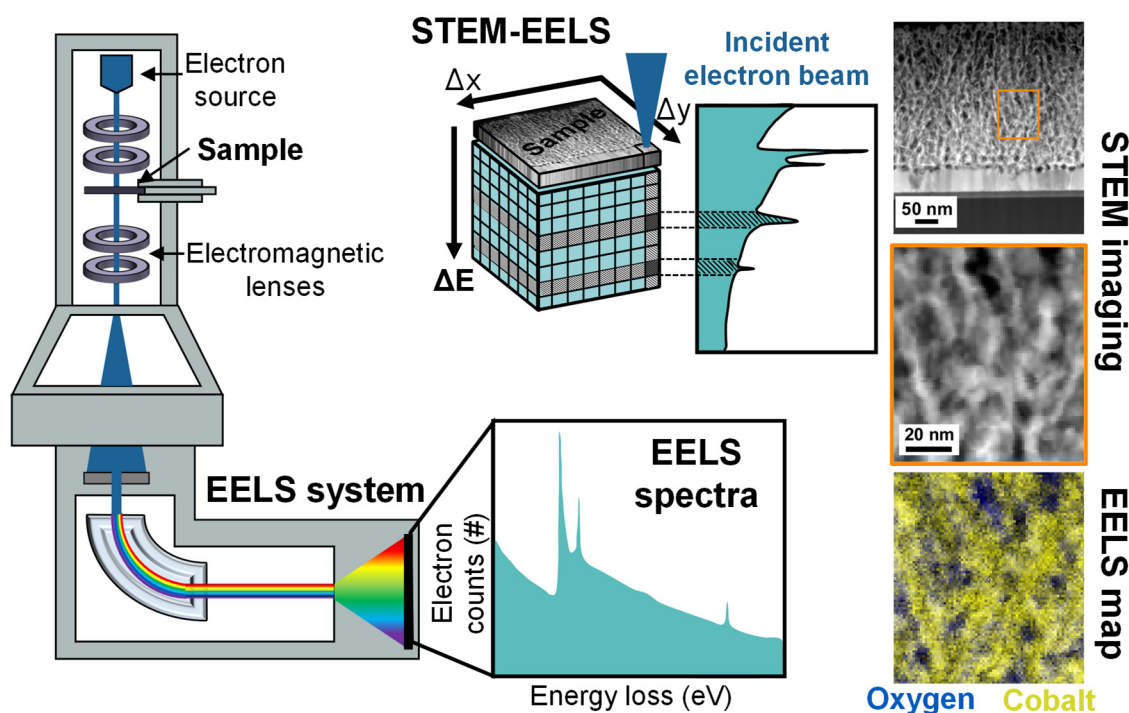 Electron
source
Sample
Electromagnetic
lenses
EELS system
STEM-EELS
Δx
Δy
Sample
ΔE
Incident
electron beam
EELS
spectra
Electron
counts (#)
Energy loss (eV)
50 nm
20 nm
STEM imaging
EELS map
Oxygen Cobalt